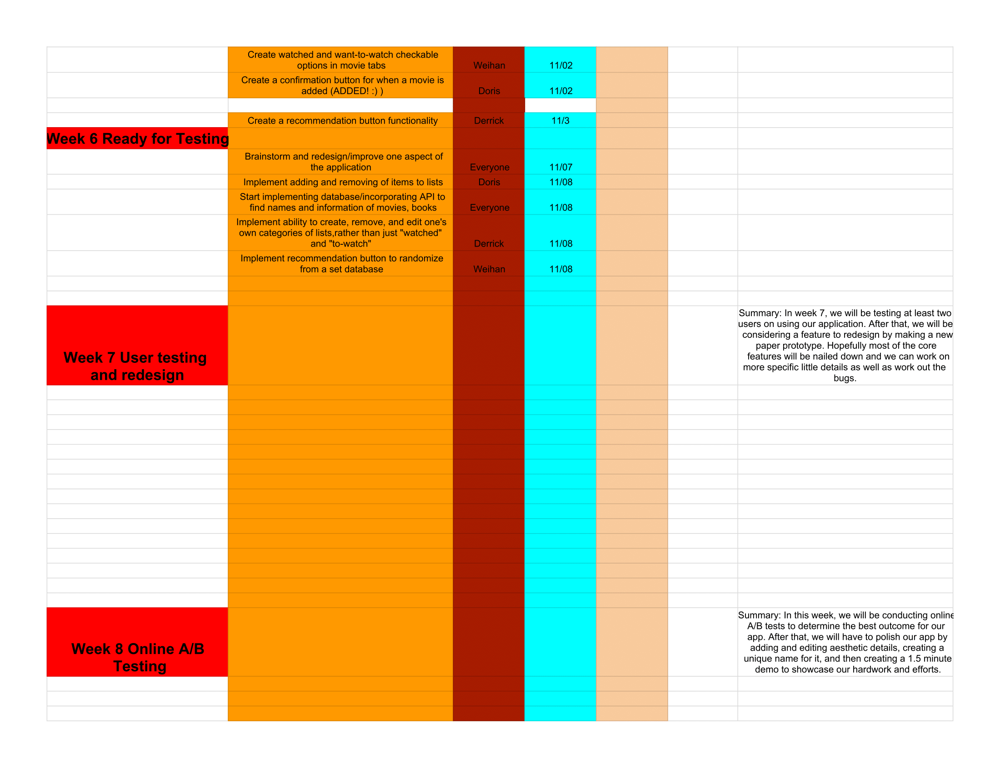 Create watched and want-to-watch checkable
options in movie tabs
Weihan
11/02
Create a confirmation button for when a movie is
added (ADDED! :) )
Doris
11/02
Create a recommendation button functionality
Derrick
11/3
Week 6 Ready for Testing
Brainstorm and redesign/improve one aspect of
the application
Everyone
11/07
Implement adding and removing of items to lists
Doris
11/08
Start implementing database/incorporating API to
find names and information of movies, books
Everyone
11/08
Implement ability to create, remove, and edit one's
own categories of lists,rather than just "watched"
and "to-watch"
Derrick
11/08
Implement recommendation button to randomize
from a set database
Weihan
11/08
Week 7 User testing
and redesign
Summary: In week 7, we will be testing at least two
users on using our application. After that, we will be
considering a feature to redesign by making a new
paper prototype. Hopefully most of the core
features will be nailed down and we can work on
more specific little details as well as work out the
bugs.
Week 8 Online A/B
Testing
Summary: In this week, we will be conducting online
A/B tests to determine the best outcome for our
app. After that, we will have to polish our app by
adding and editing aesthetic details, creating a
unique name for it, and then creating a 1.5 minute
demo to showcase our hardwork and efforts.